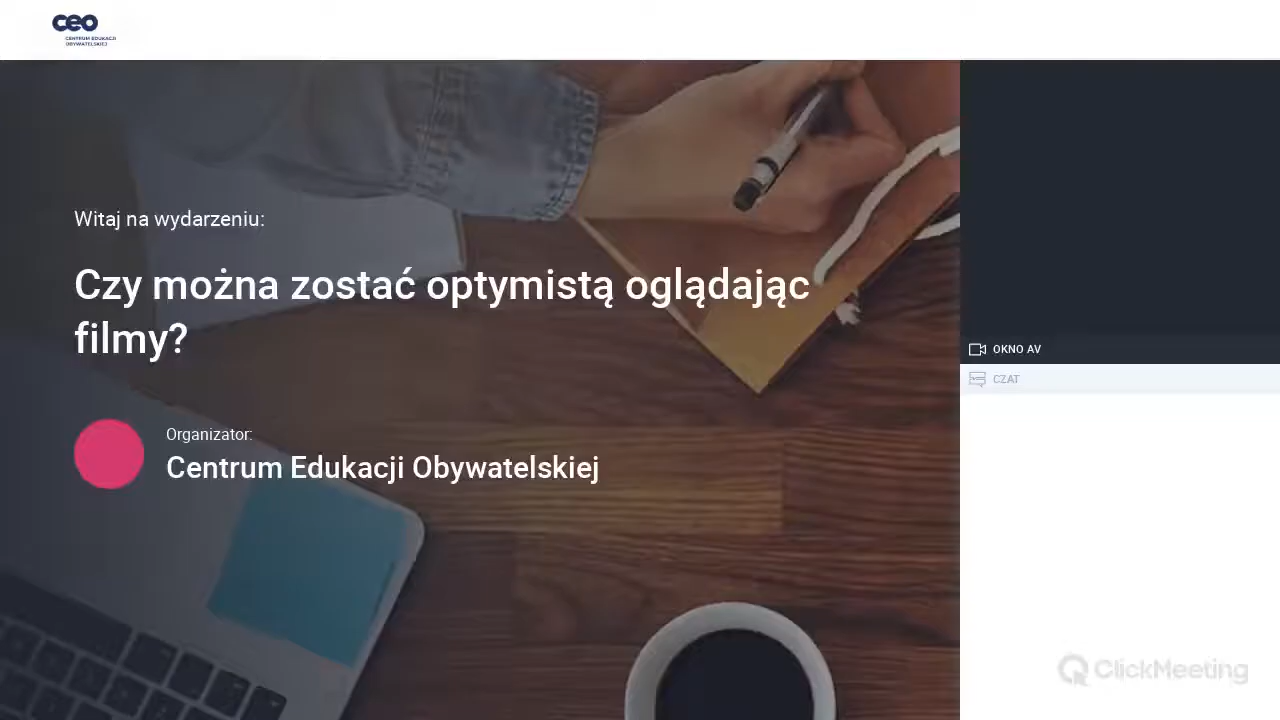 ceo
CENTRUM EDUKACJI
OBYWATELSKIEJ
Witaj na wydarzeniu:
Czy można zostać optymistą oglądając
filmy?
Organizator:
Centrum Edukacji Obywatelskiej
OKNO AV
CZAT
ClickMeeting